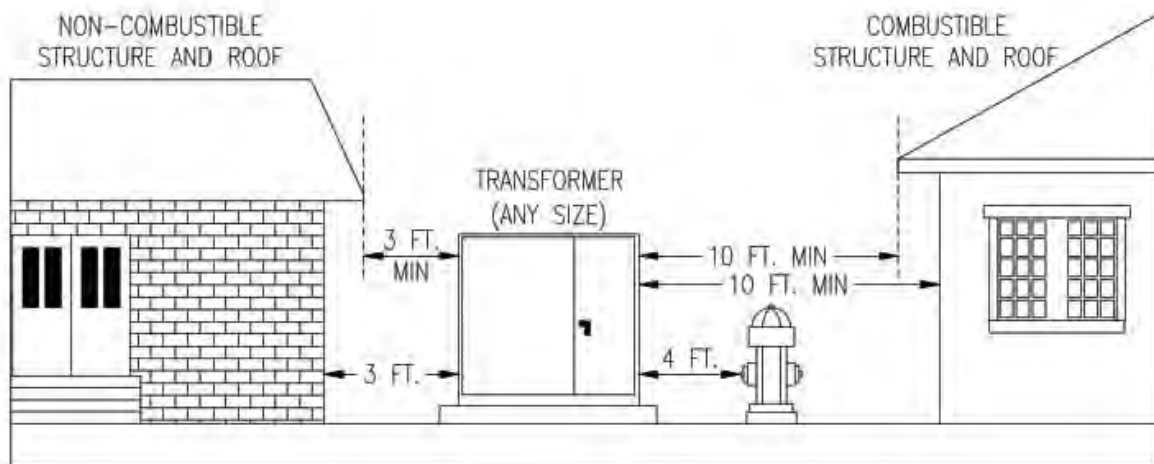 NON-COMBUSTIBLE
STRUCTURE AND ROOF
COMBUSTIBLE
STRUCTURE AND ROOF
TRANSFORMER
(ANY SIZE)
3 FT.
MIN
10 FT. MIN
10 FT. MIN
3 FT.
4 FT.